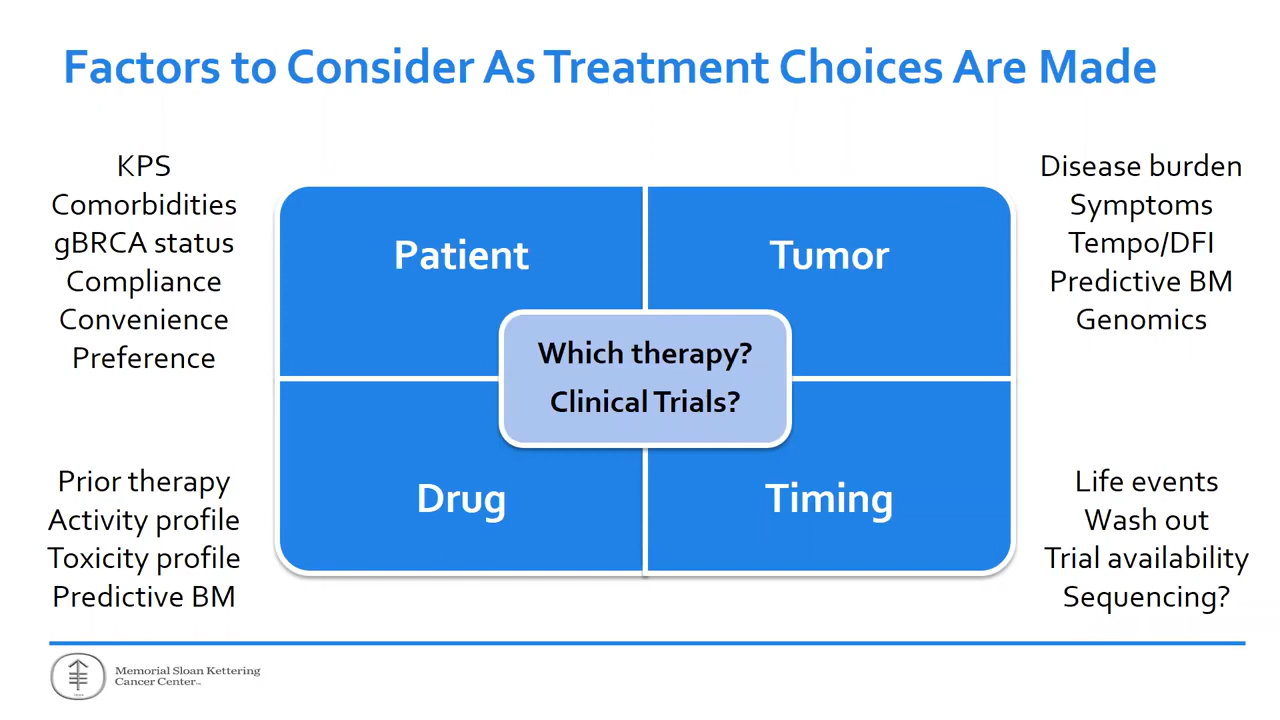 Factors to Consider As Treatment Choices Are Made
KPS
Comorbidities
gBRCA status
Compliance
Convenience
Preference
Patient
Tumor
Disease burden
Symptoms
Tempo/DFI
Predictive BM
Genomics
Which therapy?
Clinical Trials?
Prior therapy
Activity profile
Toxicity profile
Predictive BM
Drug
Timing
Life events
Wash out
Trial availability
Sequencing?
Memorial Sloan Kettering
Cancer Center